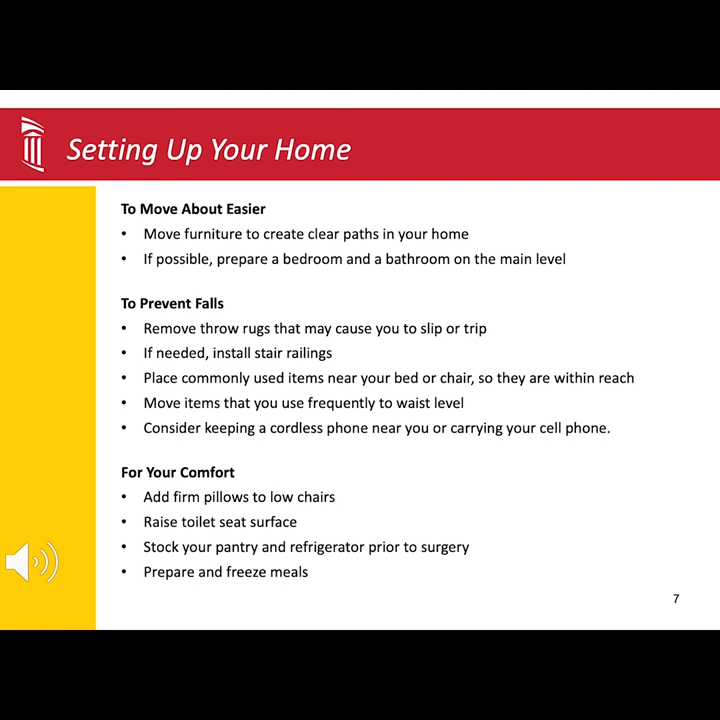 Setting Up Your Home
To Move About Easier
• Move furniture to create clear paths in your home
• If possible, prepare a bedroom and a bathroom on the main level
To Prevent Falls
• Remove throw rugs that may cause you to slip or trip
• If needed, install stair railings
• Place commonly used items near your bed or chair, so they are within reach
• Move items that you use frequently to waist level
• Consider keeping a cordless phone near you or carrying your cell phone.
For Your Comfort
• Add firm pillows to low chairs
• Raise toilet seat surface
• Stock your pantry and refrigerator prior to surgery
• Prepare and freeze meals
7